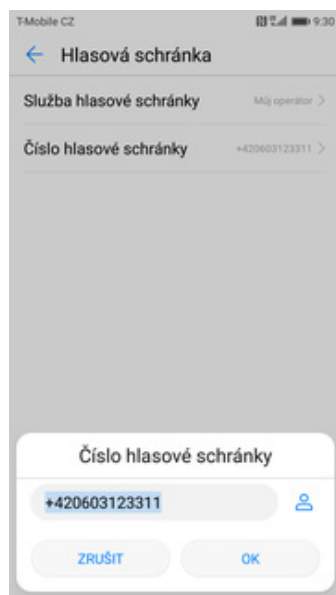 T-Mobile CZ 9:30
Hlasová schránka
Služba hlasové schránky Můj operátor
Číslo hlasové schránky +420603123311
Číslo hlasové schránky
+420603123311
ZRUŠIT OK